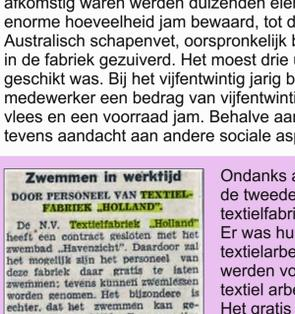 afkomstig waren werden duizenden
enorme hoeveelheid jam bewaard, tot d
Australisch schapenvet, oorspronkelijk b
in de fabriek gezuiverd. Het moest drie
geschikt was. Bij het vijfentwintig jarig b
medewerker een bedrag van vijfentwinti
vlees en een voorraad jam. Behalve aa
tevens aandacht aan andere sociale as
Zwemmen in werktijd
DOOR PERSONEEL VAN TEXTIEL-
FABRIEK „HOLLAND".
De N.V. Textielfabriek „Holland"
heeft een contract gesloten met het
zwembad „Havenzicht". Daardoor zal
het mogelijk zijn het personeel van
deze fabriek daar gratis te laten
zwemmen; tevens kunnen zwemlessen
worden genomen. Het bijzondere is
echter, dat het zwemmen kan ge-
Ondanks a
de tweede
textielfabri
Er was hu
textielarbe
werden vo
textiel arbe
Het gratis